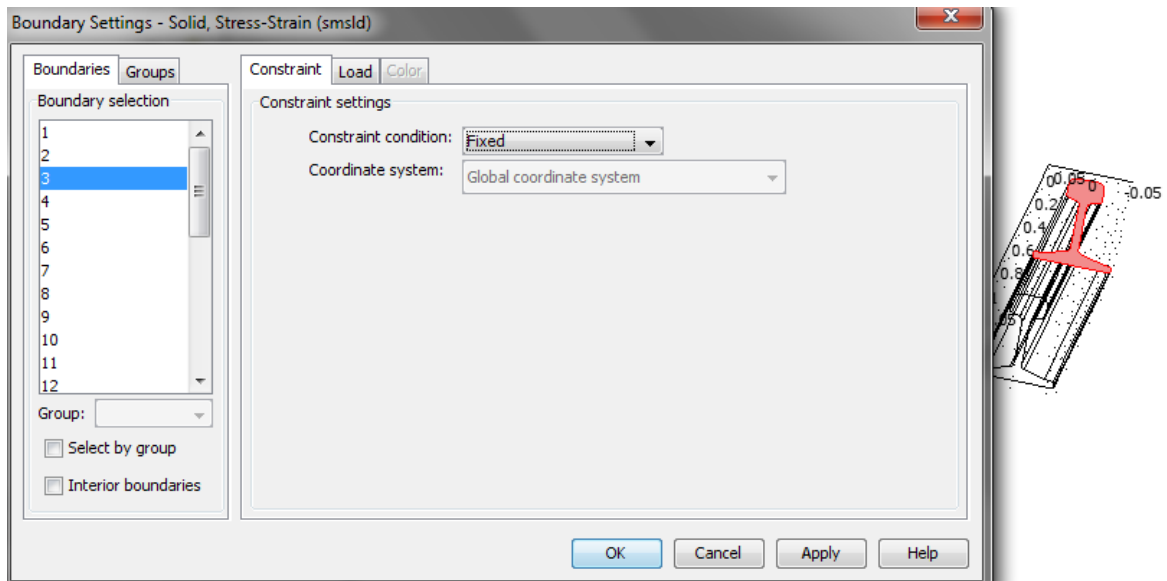 Boundary Settings - Solid, Stress-Strain (smsld)
Boundaries Groups
Boundary selection
1
2
3
4
5
6
7
8
9
10
11
12
Group:
Select by group
Interior boundaries
Constraint Load Color
Constraint settings
Constraint condition: Fixed
Coordinate system: Global coordinate system
OK Cancel Apply Help
0 0.05 0 -0.05
0.2
0.4
0.6
0.8